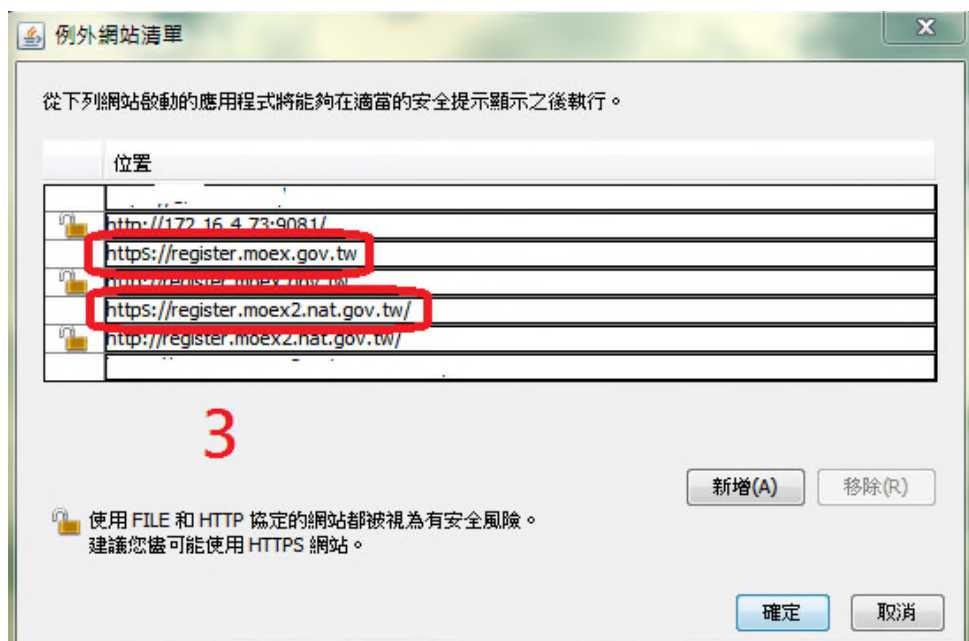 例外網站清單
從下列網站啟動的應用程式將能夠在適當的安全提示顯示之後執行。
位置
http://172.16.4.73:9081/
https://register.moex.gov.tw
http://register.moex.gov.tw
https://register.moex2.nat.gov.tw/
http://register.moex2.nat.gov.tw/
3
新增(A) 移除(R)
使用 FILE 和 HTTP 協定的網站都被視為有安全風險。
建議您儘可能使用 HTTPS 網站。
確定 取消